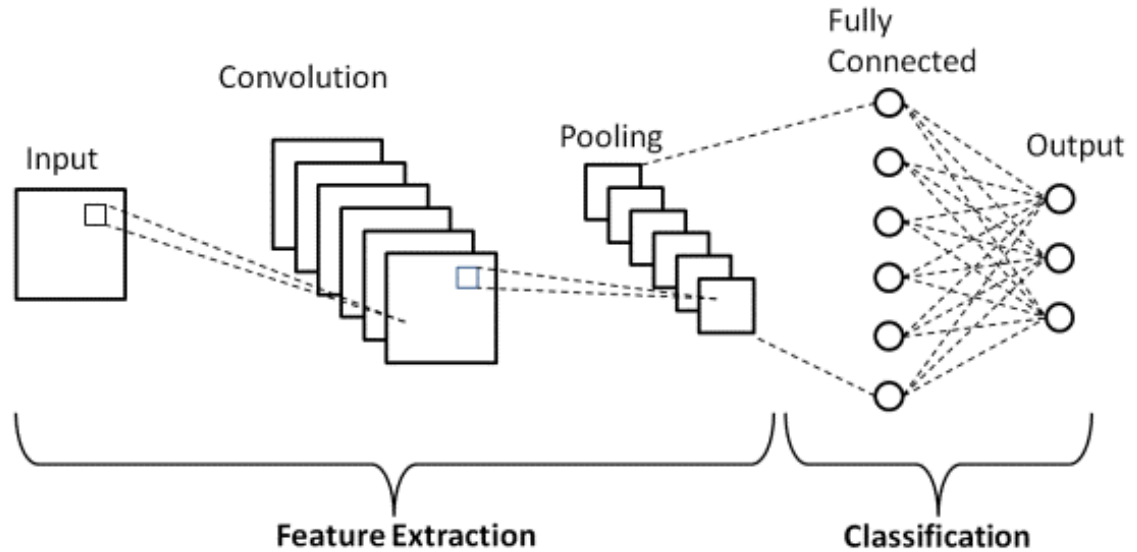 Input
Convolution
Pooling
Fully
Connected
Output
Feature Extraction
Classification